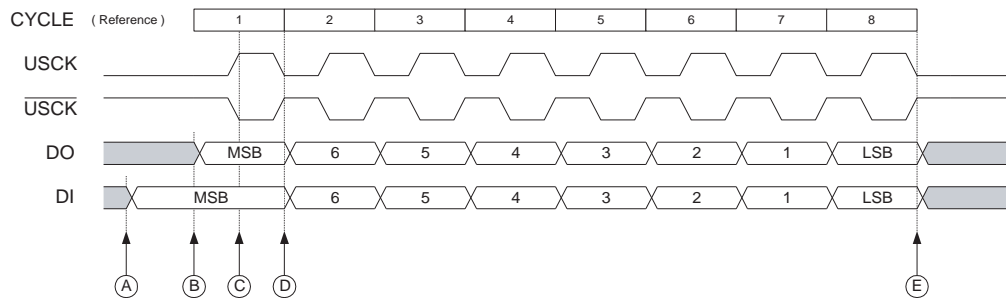 CYCLE ( Reference ) 1 2 3 4 5 6 7 8
USCK
USCK
DO MSB 6 5 4 3 2 1 LSB
DI MSB 6 5 4 3 2 1 LSB
A B C D E